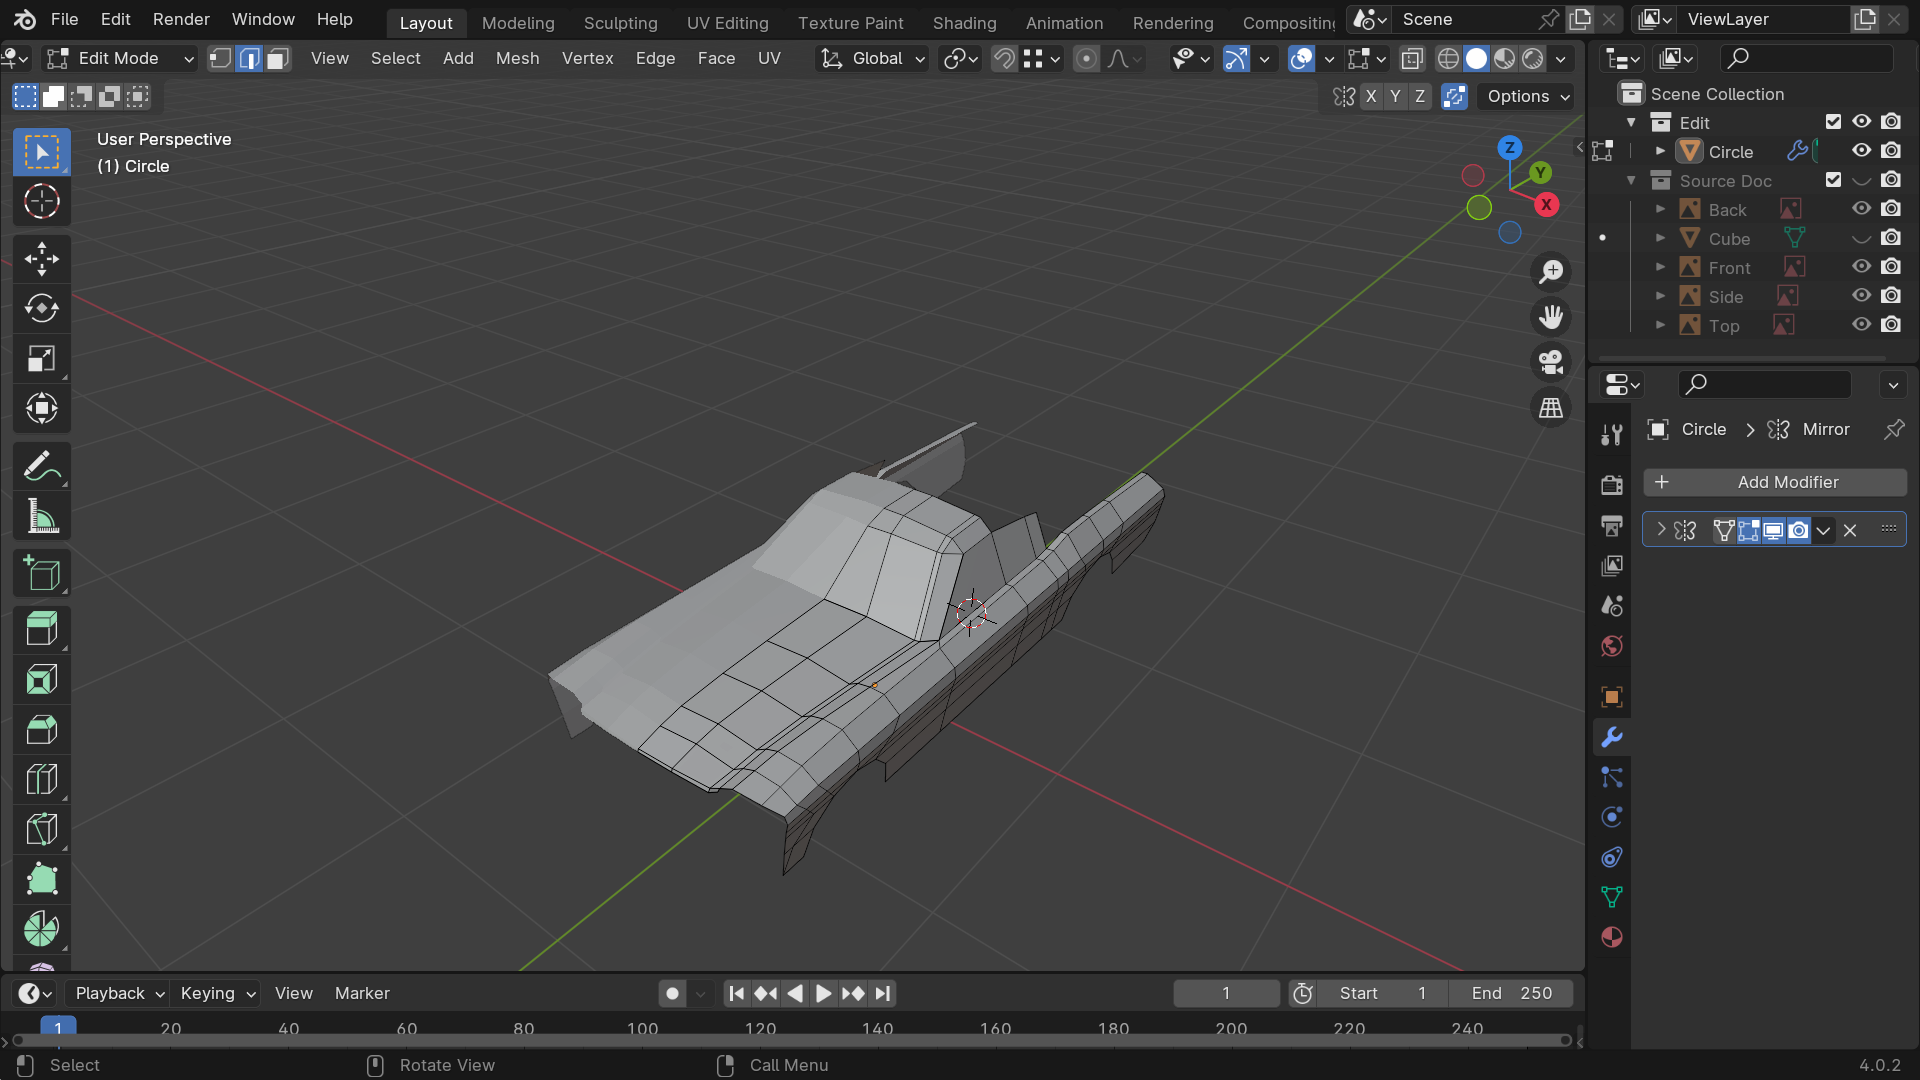 File Edit Render Window Help Layout Modeling Sculpting UV Editing Texture Paint Shading Animation Rendering Compositing Scene ViewLayer
Edit Mode View Select Add Mesh Vertex Edge Face UV Global
X Y Z Options
User Perspective
(1) Circle
Z
Y
X
Scene Collection
Edit
Circle
Source Doc
Back
Cube
Front
Side
Top
Circle > Mirror
+ Add Modifier
Playback Keying View Marker 1 Start 1 End 250
1 20 40 60 80 100 120 140 160 180 200 220 240
Select Rotate View Call Menu 4.0.2